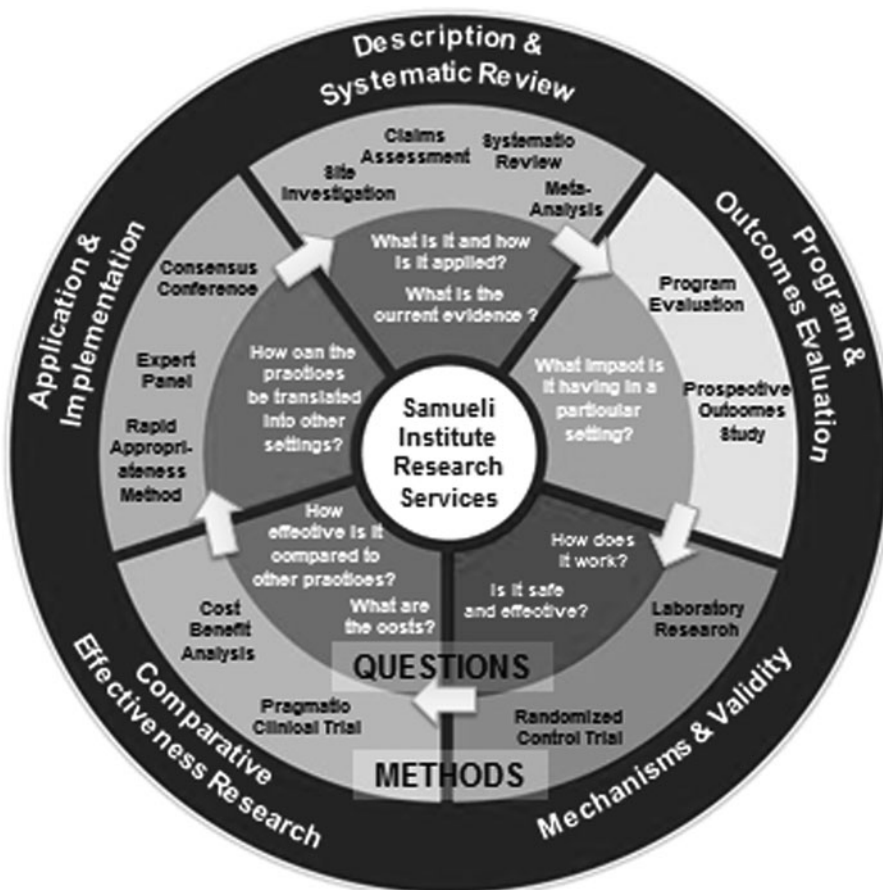 Description &
Systematic Review
Claims
Assessment
Systematic
Review
Site
Investigation
Meta-
Analysis
What is it and how
is it applied?
What is the
current evidence ?
Program &
Outcomes Evaluation
Program
Evaluation
Prospective
Outcomes
Study
What impact is
it having in a
particular
setting?
Mechanisms & Validity
How does
it work?
Is it safe
and effective?
Laboratory
Research
Randomized
Control Trial
Comparative
Effectiveness Research
How
effective is it
compared to
other practices?
What are
the costs?
Cost
Benefit
Analysis
Pragmatic
Clinical Trial
Application &
Implementation
Consensus
Conference
Expert
Panel
Rapid
Appropri-
ateness
Method
How can the
practices
be translated
into other
settings?
Samueli
Institute
Research
Services
QUESTIONS
METHODS